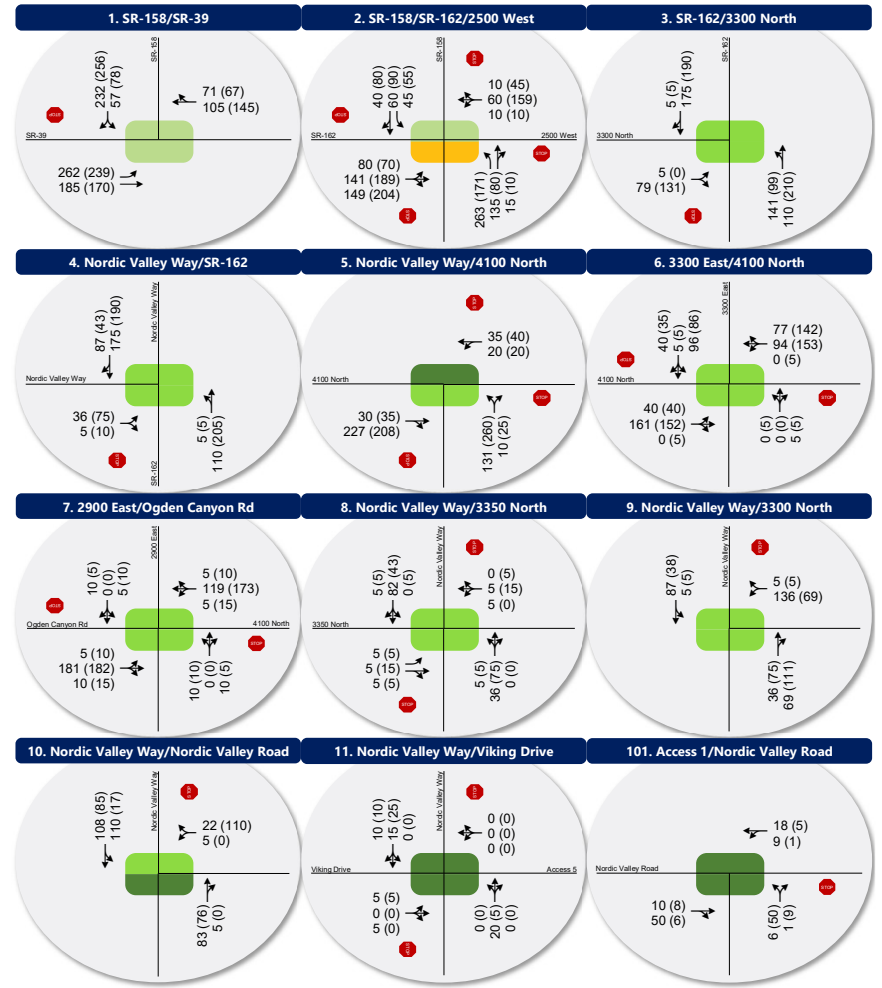 1. SR-158/SR-39
SR-158
232 (256)
57 (78)
71 (67)
105 (145)
STOP
SR-39
262 (239)
185 (170)
2. SR-158/SR-162/2500 West
SR-158
STOP
40 (80)
60 (90)
45 (55)
10 (45)
60 (159)
10 (10)
STOP
SR-162
2500 West
STOP
80 (70)
141 (189)
149 (204)
263 (171)
135 (80)
15 (10)
STOP
3. SR-162/3300 North
SR-162
5 (5)
175 (190)
3300 North
5 (0)
79 (131)
141 (99)
110 (210)
STOP
4. Nordic Valley Way/SR-162
Nordic Valley Way
87 (43)
175 (190)
Nordic Valley Way
36 (75)
5 (10)
5 (5)
110 (205)
STOP
SR-162
5. Nordic Valley Way/4100 North
STOP
35 (40)
20 (20)
4100 North
STOP
30 (35)
227 (208)
131 (260)
10 (25)
STOP
6. 3300 East/4100 North
3300 East
40 (35)
5 (5)
96 (86)
77 (142)
94 (153)
0 (5)
STOP
4100 North
STOP
40 (40)
161 (152)
0 (5)
0 (5)
0 (0)
5 (5)
7. 2900 East/Ogden Canyon Rd
2900 East
10 (5)
0 (0)
5 (10)
5 (10)
119 (173)
5 (15)
STOP
Ogden Canyon Rd
4100 North
STOP
5 (10)
181 (182)
10 (15)
10 (10)
0 (0)
10 (5)
8. Nordic Valley Way/3350 North
Nordic Valley Way
STOP
5 (5)
82 (43)
0 (5)
0 (5)
5 (15)
5 (0)
3350 North
5 (5)
5 (15)
5 (5)
5 (5)
36 (75)
0 (0)
STOP
9. Nordic Valley Way/3300 North
Nordic Valley Way
STOP
87 (38)
5 (5)
5 (5)
136 (69)
36 (75)
69 (111)
10. Nordic Valley Way/Nordic Valley Road
Nordic Valley Way
STOP
108 (85)
110 (17)
22 (110)
5 (0)
83 (76)
5 (0)
11. Nordic Valley Way/Viking Drive
Nordic Valley Way
STOP
10 (10)
15 (25)
0 (0)
0 (0)
0 (0)
0 (0)
Viking Drive
Access 5
5 (5)
0 (0)
5 (0)
0 (0)
20 (5)
0 (0)
STOP
101. Access 1/Nordic Valley Road
18 (5)
9 (1)
Nordic Valley Road
STOP
10 (8)
50 (6)
6 (50)
1 (9)